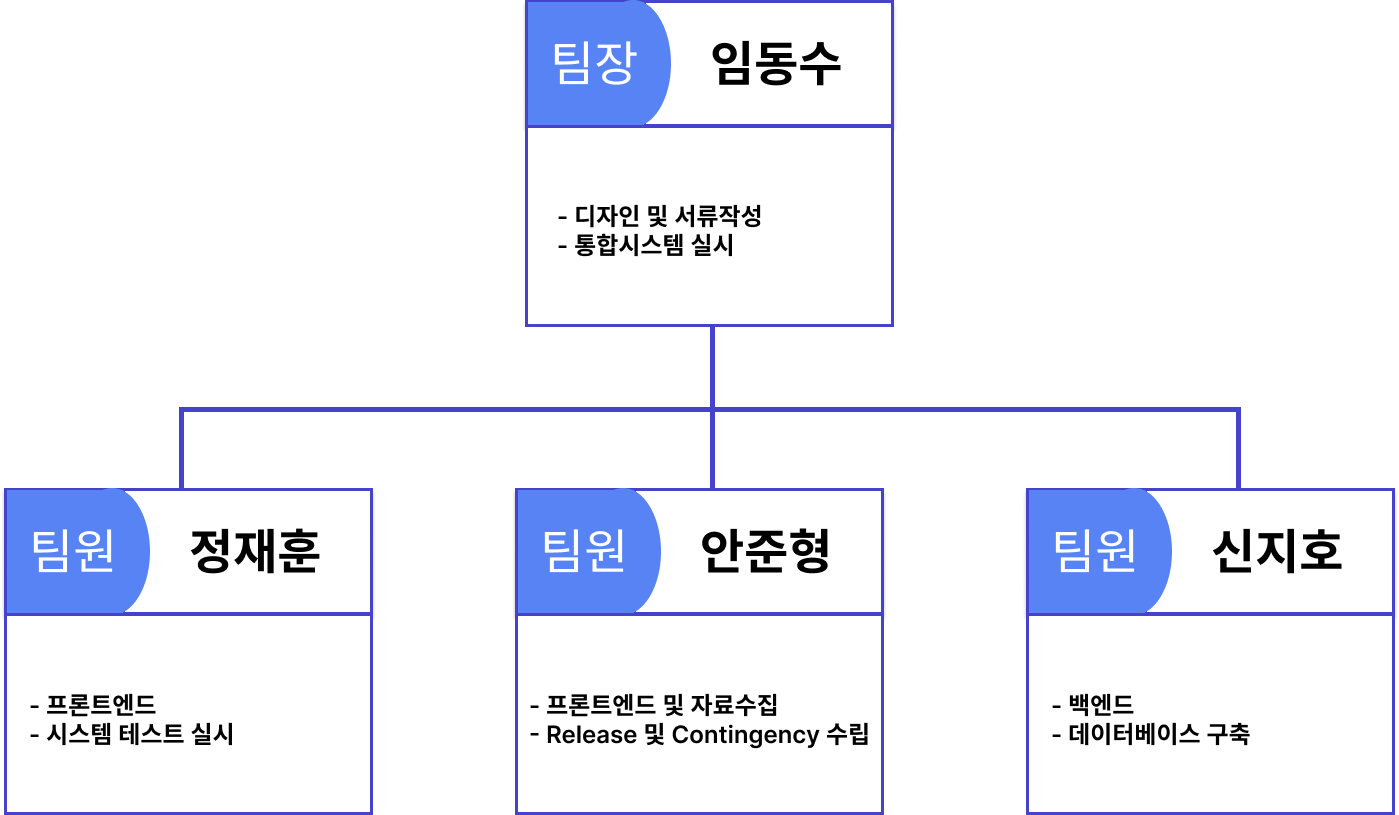 팀장 임동수
- 디자인 및 서류작성
- 통합시스템 실시
팀원 정재훈
- 프론트엔드
- 시스템 테스트 실시
팀원 안준형
- 프론트엔드 및 자료수집
- Release 및 Contingency 수립
팀원 신지호
- 백엔드
- 데이터베이스 구축